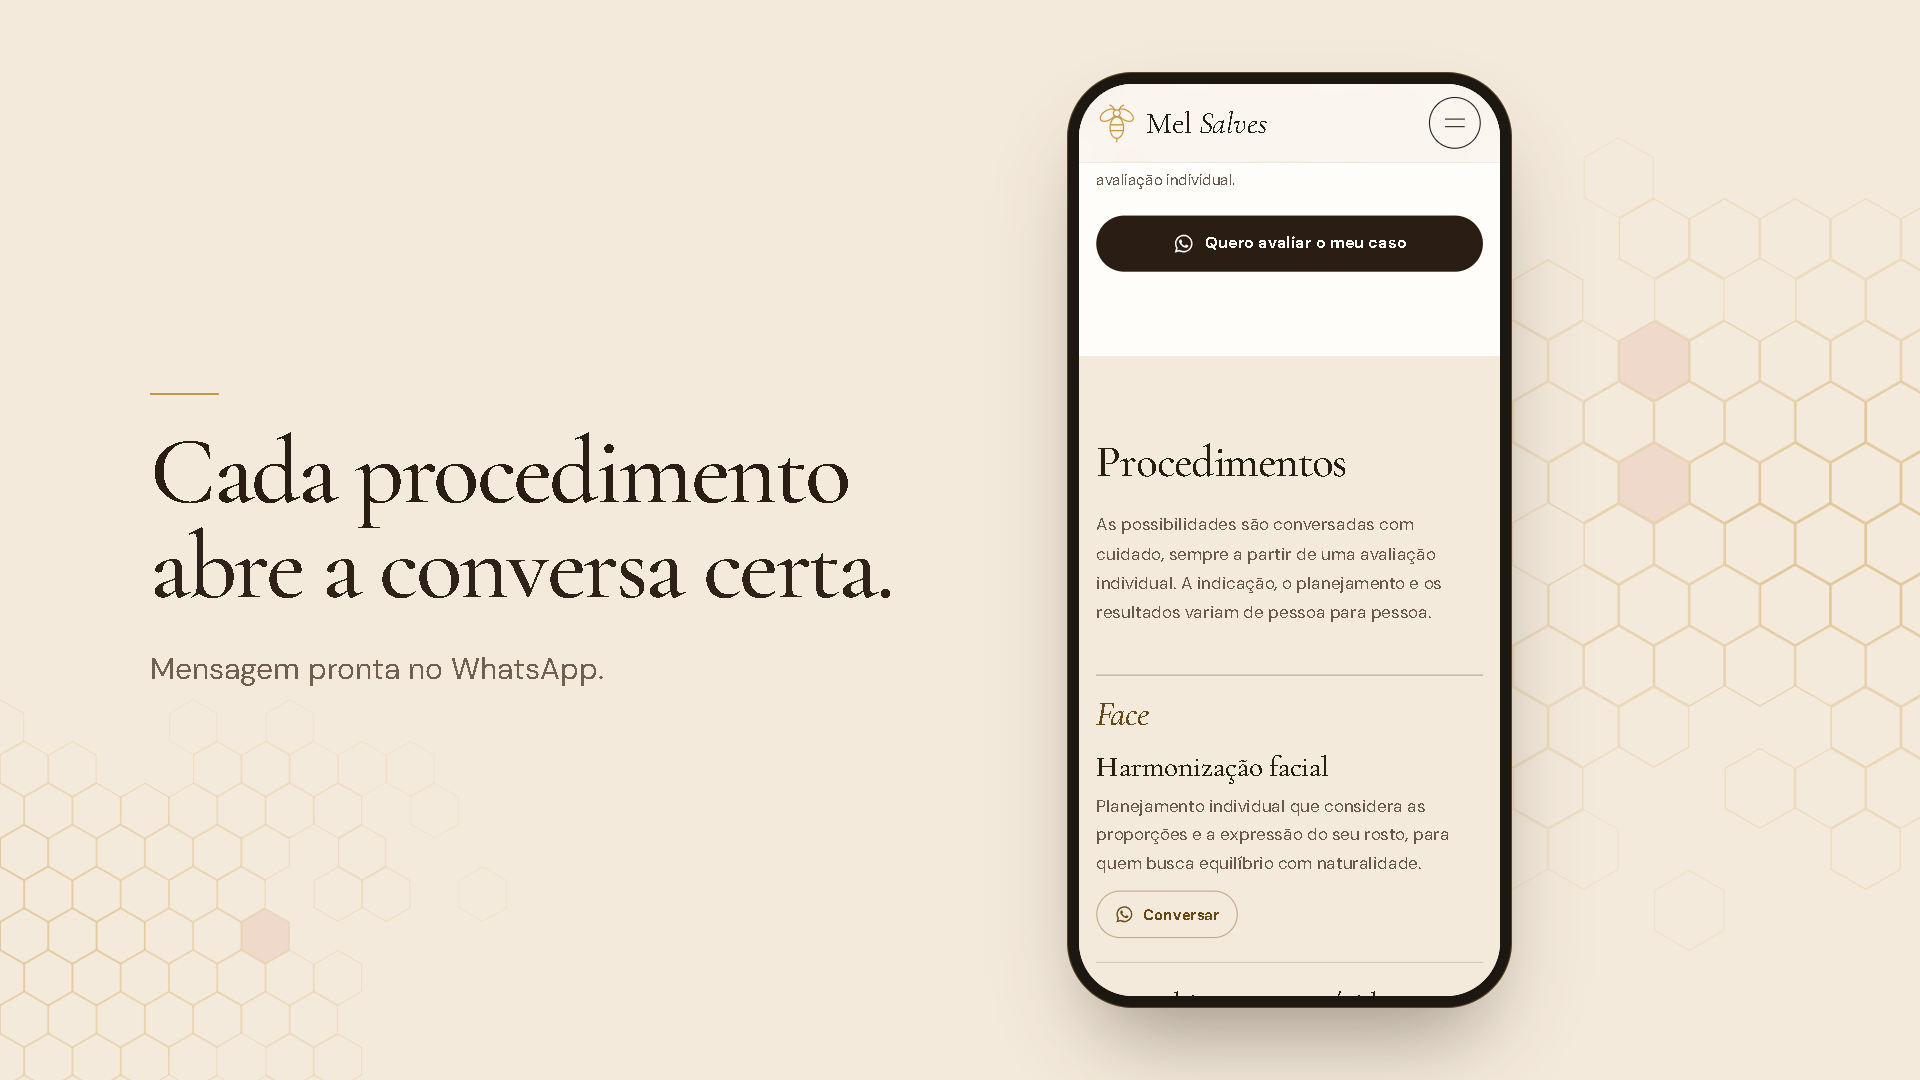 Cada procedimento
abre a conversa certa.
Mensagem pronta no WhatsApp.
Mel Salves
avaliação individual.
Quero avaliar o meu caso
Procedimentos
As possibilidades são conversadas com
cuidado, sempre a partir de uma avaliação
individual. A indicação, o planejamento e os
resultados variam de pessoa para pessoa.
Face
Harmonização facial
Planejamento individual que considera as
proporções e a expressão do seu rosto, para
quem busca equilíbrio com naturalidade.
Conversar